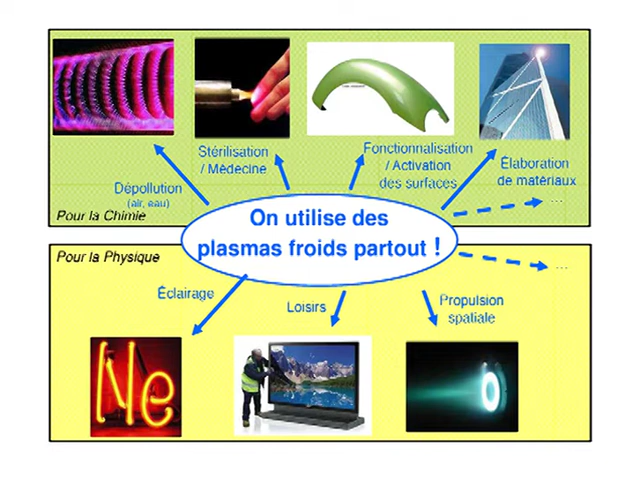 Stérilisation
/ Médecine
Fonctionnalisation
/ Activation
des surfaces
Élaboration
de matériaux
Dépollution
(air, eau)
...
Pour la Chimie
On utilise des
plasmas froids partout !
Pour la Physique
...
Éclairage
Loisirs
Propulsion
spatiale
Ne